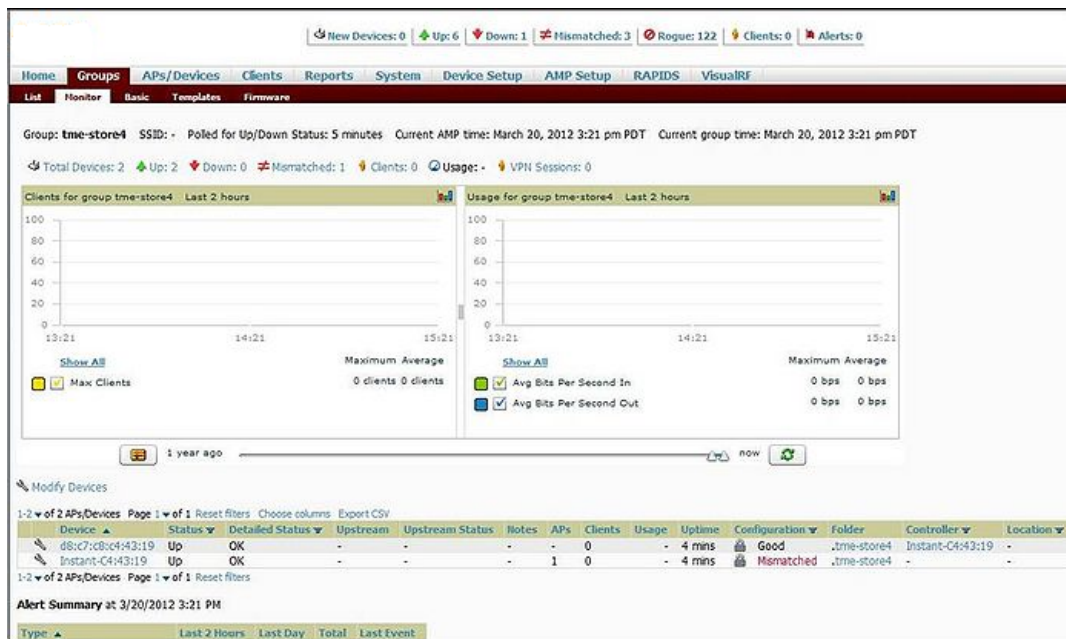 New Devices: 0 Up: 6 Down: 1 Mismatched: 3 Rogue: 122 Clients: 0 Alerts: 0
Home Groups APs/Devices Clients Reports System Device Setup AMP Setup RAPIDS VisualRF
List Monitor Basic Templates Firmware
Group: tme-store4 SSID: - Polled for Up/Down Status: 5 minutes Current AMP time: March 20, 2012 3:21 pm PDT Current group time: March 20, 2012 3:21 pm PDT
Total Devices: 2 Up: 2 Down: 0 Mismatched: 1 Clients: 0 Usage: - VPN Sessions: 0
Clients for group tme-store4 Last 2 hours
100
80
60
40
20
0
13:21 14:21 15:21
Show All Maximum Average
Max Clients 0 clients 0 clients
Usage for group tme-store4 Last 2 hours
100
80
60
40
20
0
13:21 14:21 15:21
Show All Maximum Average
Avg Bits Per Second In 0 bps 0 bps
Avg Bits Per Second Out 0 bps 0 bps
1 year ago now
Modify Devices
1-2 of 2 APs/Devices Page 1 of 1 Reset filters Choose columns Export CSV
Device Status Detailed Status Upstream Upstream Status Notes APs Clients Usage Uptime Configuration Folder Controller Location
d8:c7:c8:c4:43:19 Up OK - - - - 0 - 4 mins Good .tme-store4 Instant-C4:43:19 -
Instant-C4:43:19 Up OK - - - 1 0 - 4 mins Mismatched .tme-store4 - -
1-2 of 2 APs/Devices Page 1 of 1 Reset filters
Alert Summary at 3/20/2012 3:21 PM
Type Last 2 Hours Last Day Total Last Event